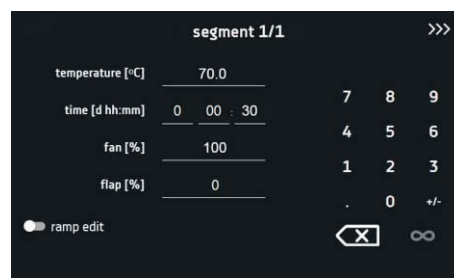 segment 1/1
>>>
temperature [ºC] 70.0
time [d hh:mm] 0 00 : 30
fan [%] 100
flap [%] 0
ramp edit
7 8 9
4 5 6
1 2 3
. 0 +/-
X ∞